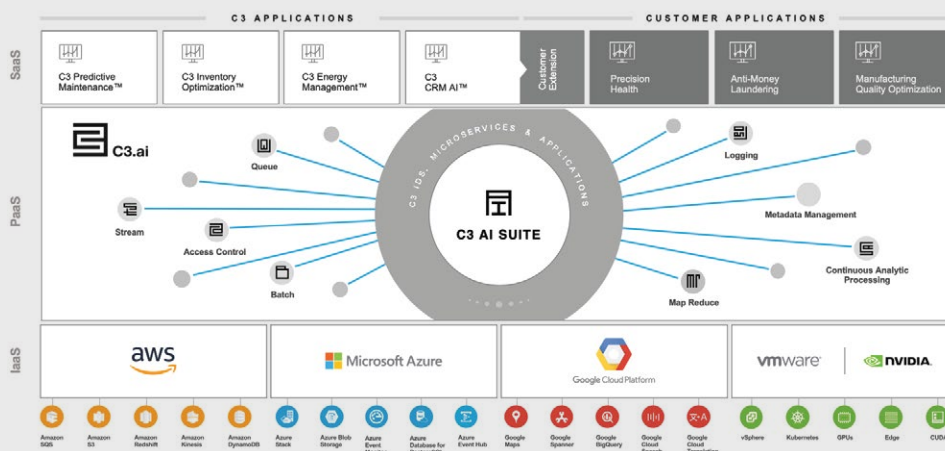 C3 APPLICATIONS
CUSTOMER APPLICATIONS
SaaS
C3 Predictive
Maintenance™
C3 Inventory
Optimization™
C3 Energy
Management™
C3
CRM AI™
Customer
Extension
Precision
Health
Anti-Money
Laundering
Manufacturing
Quality Optimization
PaaS
C3.ai
Queue
Stream
Access Control
Batch
C3 IDS, MICROSERVICES & APPLICATIONS
C3 AI SUITE
Logging
Metadata Management
Continuous Analytic
Processing
Map Reduce
IaaS
aws
Microsoft Azure
Google Cloud Platform
vmware
NVIDIA
Amazon
SQS
Amazon
S3
Amazon
Redshift
Amazon
Kinesis
Amazon
DynamoDB
Azure
Stack
Azure Blob
Storage
Azure
Event
Azure
Database for
Azure
Event Hub
Google
Maps
Google
Spanner
Google
BigQuery
Google
Cloud
Google
Cloud
vSphere
Kubernetes
GPUs
Edge
CUDA